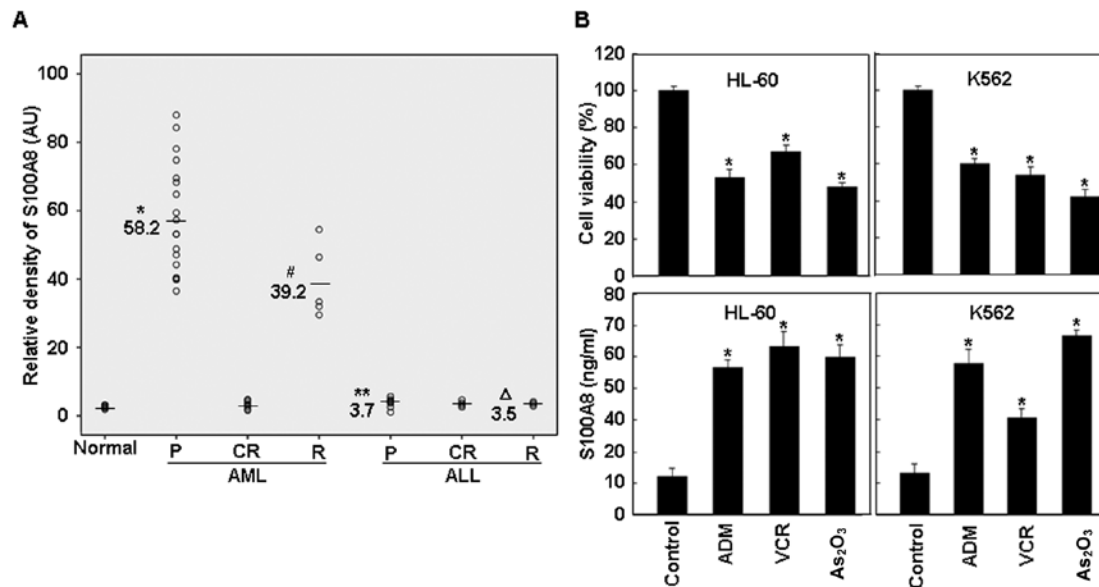 A
Relative density of S100A8 (AU)
100
80
60
40
20
0
*
58.2
#
39.2
**
3.7
Δ
3.5
Normal
P
CR
R
P
CR
R
AML
ALL
B
Cell viability (%)
120
100
80
60
40
20
0
HL-60
*
*
*
K562
*
*
*
S100A8 (ng/ml)
80
70
60
50
40
30
20
10
0
HL-60
*
*
*
K562
*
*
*
Control
ADM
VCR
As₂O₃
Control
ADM
VCR
As₂O₃